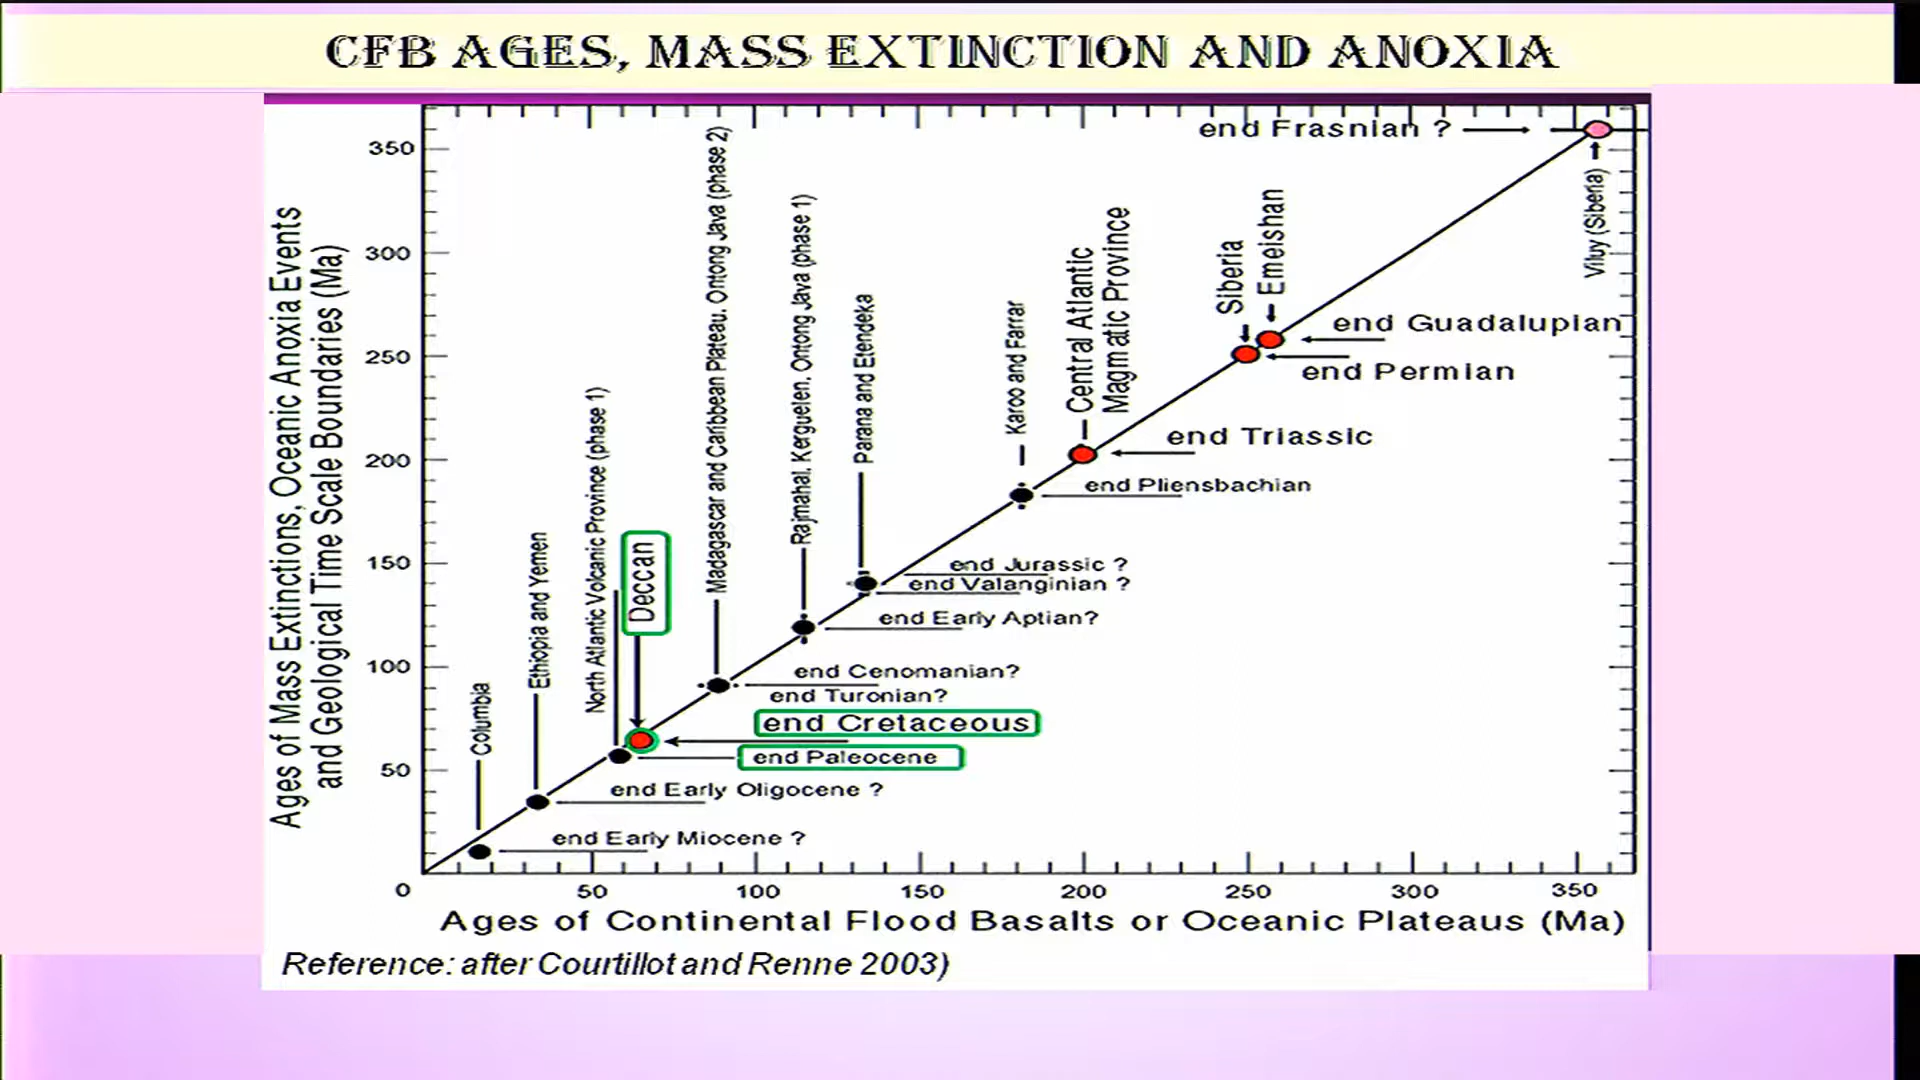 CFB AGES, MASS EXTINCTION AND ANOXIA
Ages of Mass Extinctions, Oceanic Anoxia Events
and Geological Time Scale Boundaries (Ma)
350
300
250
200
150
100
50
0
Columbia
Ethiopia and Yemen
North Atlantic Volcanic Province (phase 1)
Deccan
Madagascar and Caribbean Plateau, Ontong Java (phase 2)
Rajmahal, Kerguelen, Ontong Java (phase 1)
Parana and Etendeka
Karoo and Farrar
Central Atlantic
Magmatic Province
Siberia
Emeishan
Viluy (Siberia)
end Frasnian ?
end Guadalupian
end Permian
end Triassic
end Pliensbachian
end Jurassic ?
end Valanginian ?
end Early Aptian?
end Cenomanian?
end Turonian?
end Cretaceous
end Paleocene
end Early Oligocene ?
end Early Miocene ?
50
100
150
200
250
300
350
Ages of Continental Flood Basalts or Oceanic Plateaus (Ma)
Reference: after Courtillot and Renne 2003)